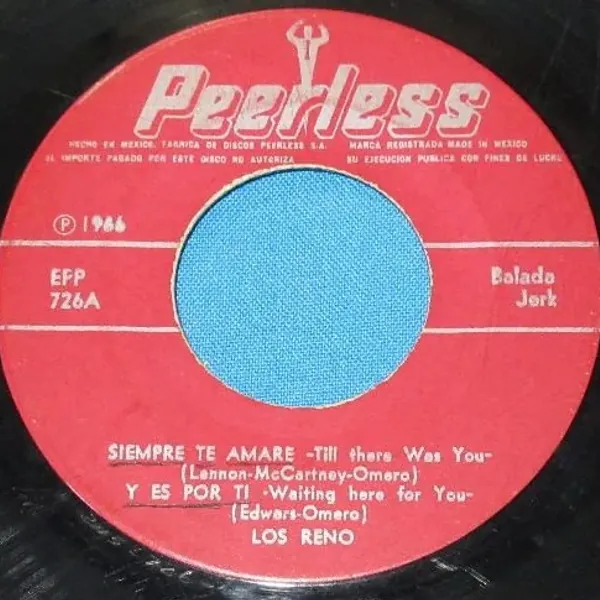 Peerless
HECHO EN MEXICO. FABRICA DE DISCOS PEERLESS S.A. MARCA REGISTRADA MADE IN MEXICO
EL IMPORTE PAGADO POR ESTE DISCO NO AUTORIZA SU EJECUCION PUBLICA CON FINES DE LUCRO
Ⓟ 1966
EPP
726A
Balada
Jerk
SIEMPRE TE AMARE -Till there Was You-
(Lennon-McCartney-Omero)
Y ES POR TI -Waiting here for You-
(Edwars-Omero)
LOS RENO